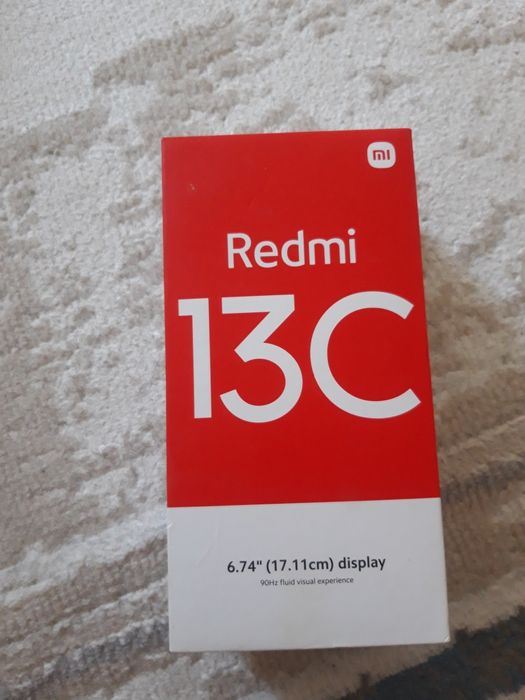 mi
Redmi
13C
6.74" (17.11cm) display
90Hz fluid visual experience